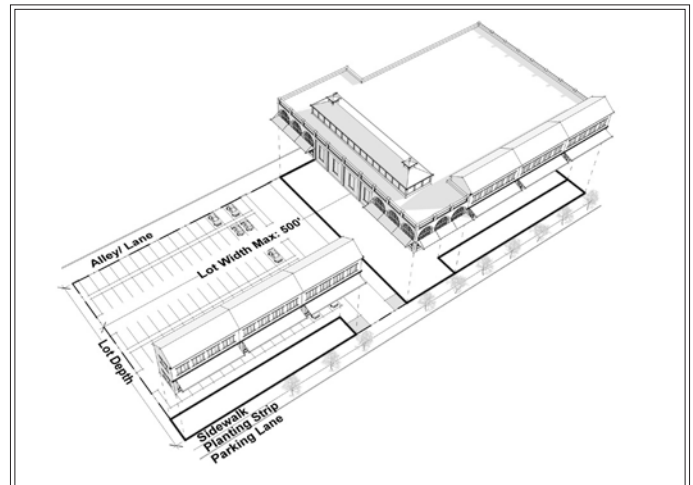 Alley/ Lane
Lot Width Max: 500'
Lot Depth
Sidewalk
Planting Strip
Parking Lane